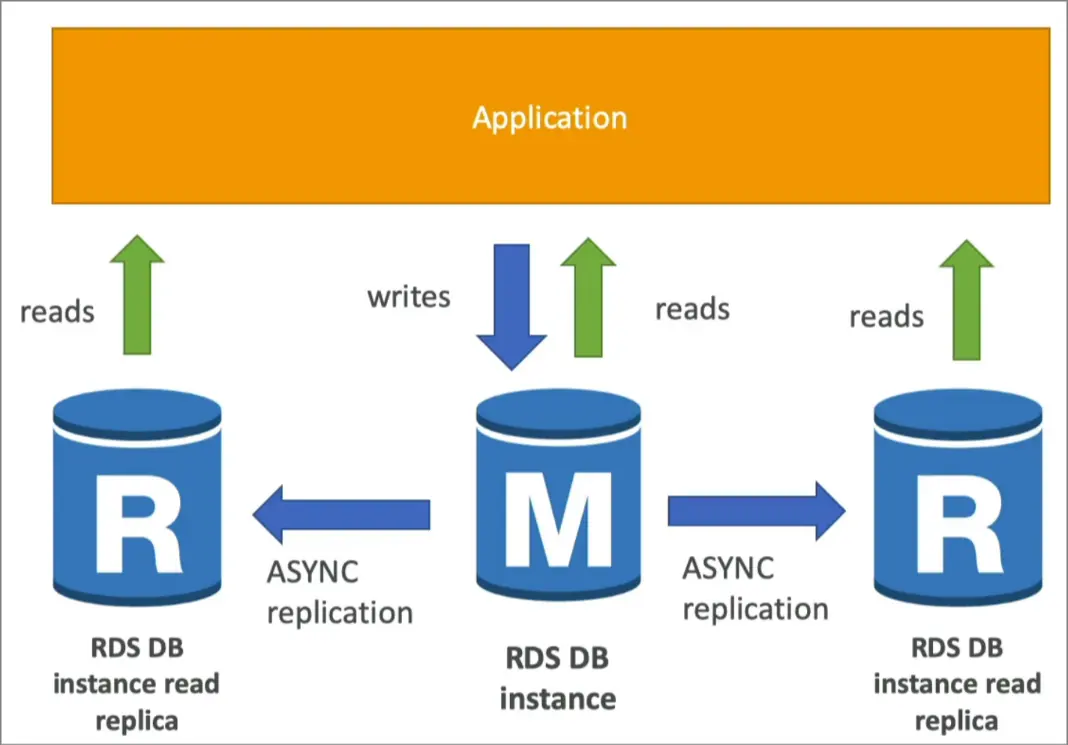 Application
reads
writes
reads
reads
R
M
R
ASYNC
replication
ASYNC
replication
RDS DB
instance read
replica
RDS DB
instance
RDS DB
instance read
replica